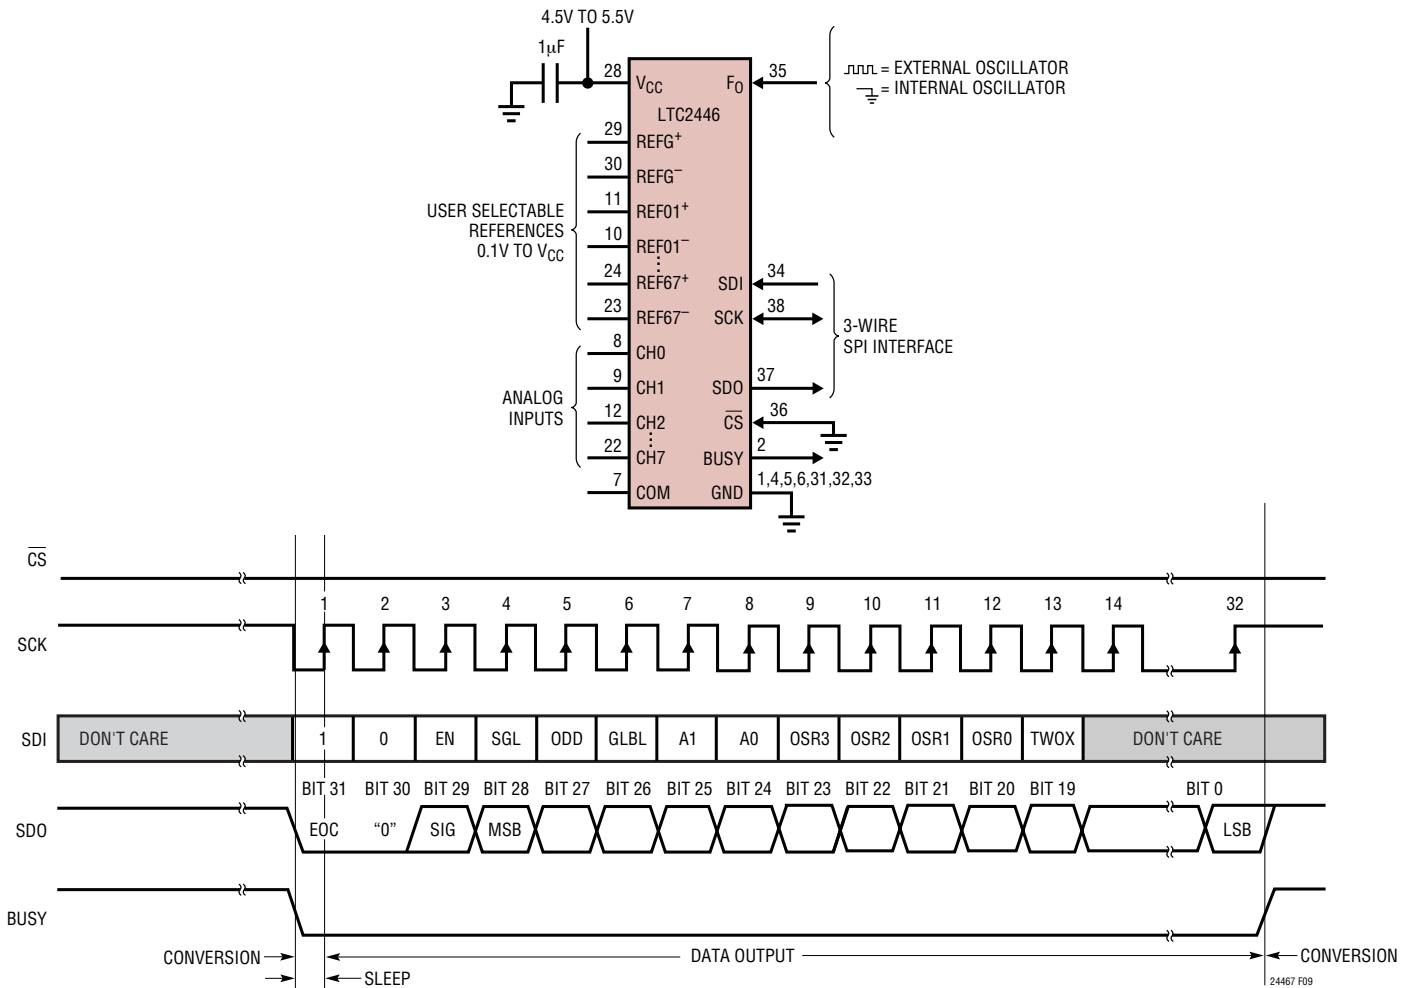 4.5V TO 5.5V
1µF
28
VCC
FO
35
= EXTERNAL OSCILLATOR
= INTERNAL OSCILLATOR
LTC2446
29
REFG+
30
REFG–
11
REF01+
10
REF01–
24
REF67+
23
REF67–
USER SELECTABLE
REFERENCES
0.1V TO VCC
SDI
34
SCK
38
SDO
37
CS
36
BUSY
2
GND
1,4,5,6,31,32,33
3-WIRE
SPI INTERFACE
8
CH0
9
CH1
12
CH2
22
CH7
7
COM
ANALOG
INPUTS
CS
1 2 3 4 5 6 7 8 9 10 11 12 13 14 32
SCK
SDI DON'T CARE 1 0 EN SGL ODD GLBL A1 A0 OSR3 OSR2 OSR1 OSR0 TWOX DON'T CARE
BIT 31 BIT 30 BIT 29 BIT 28 BIT 27 BIT 26 BIT 25 BIT 24 BIT 23 BIT 22 BIT 21 BIT 20 BIT 19 BIT 0
SDO EOC “0” SIG MSB LSB
BUSY
CONVERSION DATA OUTPUT CONVERSION
SLEEP
24467 F09